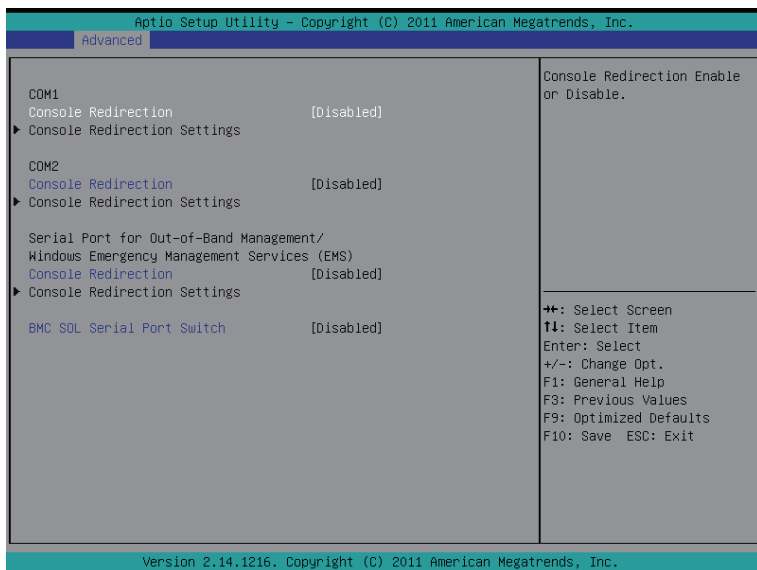 Aptio Setup Utility – Copyright (C) 2011 American Megatrends, Inc.
Advanced
COM1
Console Redirection [Disabled]
▶ Console Redirection Settings
COM2
Console Redirection [Disabled]
▶ Console Redirection Settings
Serial Port for Out-of-Band Management/
Windows Emergency Management Services (EMS)
Console Redirection [Disabled]
▶ Console Redirection Settings
BMC SOL Serial Port Switch [Disabled]
Console Redirection Enable
or Disable.
→←: Select Screen
↑↓: Select Item
Enter: Select
+/-: Change Opt.
F1: General Help
F3: Previous Values
F9: Optimized Defaults
F10: Save ESC: Exit
Version 2.14.1216. Copyright (C) 2011 American Megatrends, Inc.